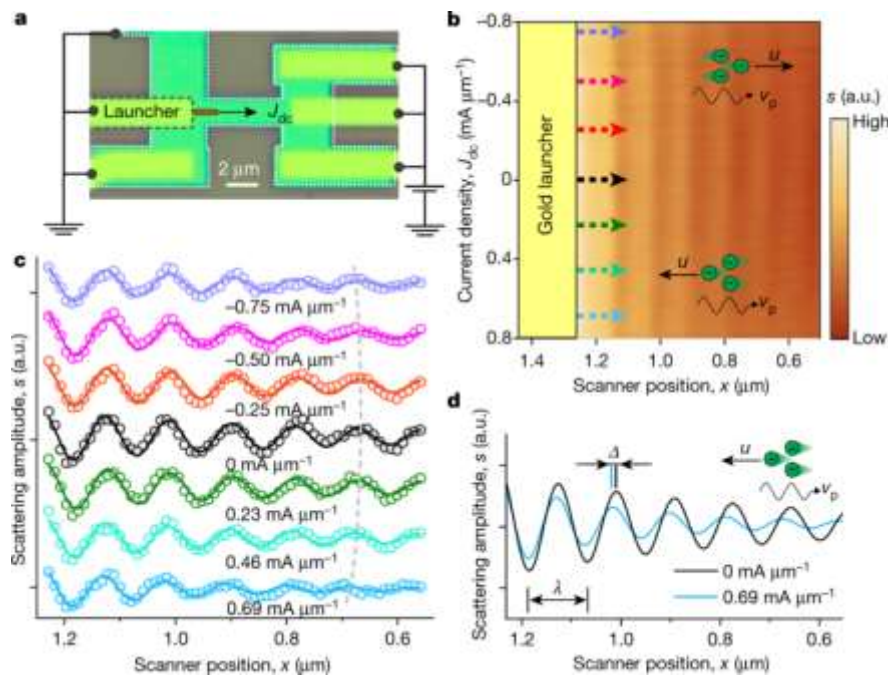 a
Launcher
J_dc
2 μm
b
Current density, J_dc (mA μm⁻¹)
–0.8
–0.4
0
0.4
0.8
Gold launcher
u
v_p
u
v_p
1.4 1.2 1.0 0.8 0.6
Scanner position, x (μm)
s (a.u.)
High
Low
c
Scattering amplitude, s (a.u.)
–0.75 mA μm⁻¹
–0.50 mA μm⁻¹
–0.25 mA μm⁻¹
0 mA μm⁻¹
0.23 mA μm⁻¹
0.46 mA μm⁻¹
0.69 mA μm⁻¹
1.2 1.0 0.8 0.6
Scanner position, x (μm)
d
Scattering amplitude, s (a.u.)
Δ
u
v_p
λ
0 mA μm⁻¹
0.69 mA μm⁻¹
1.2 1.0 0.8 0.6
Scanner position, x (μm)